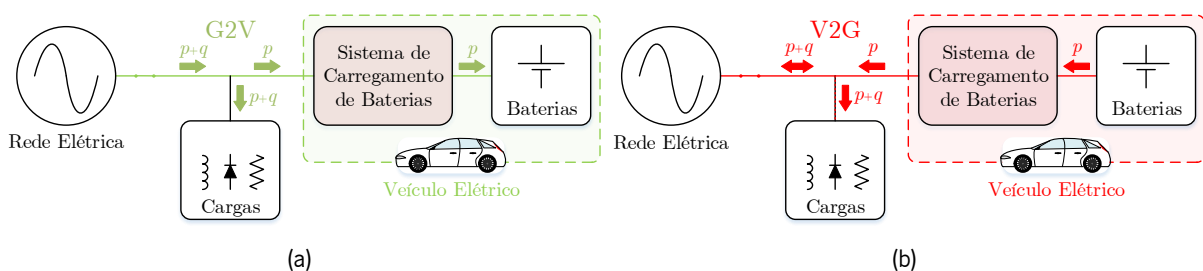 G2V
p+q
p
Sistema de
Carregamento
de Baterias
p
Baterias
p+q
Rede Elétrica
Cargas
Veículo Elétrico
(a)
V2G
p+q
p
Sistema de
Carregamento
de Baterias
p
Baterias
p+q
Rede Elétrica
Cargas
Veículo Elétrico
(b)